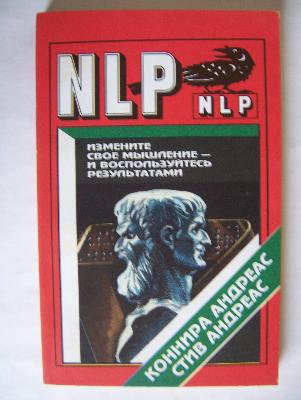 NLP
NLP
ИЗМЕНИТЕ
СВОЕ МЫШЛЕНИЕ —
И ВОСПОЛЬЗУЙТЕСЬ
РЕЗУЛЬТАТАМИ
КОННИРА АНДРЕАС
СТИВ АНДРЕАС